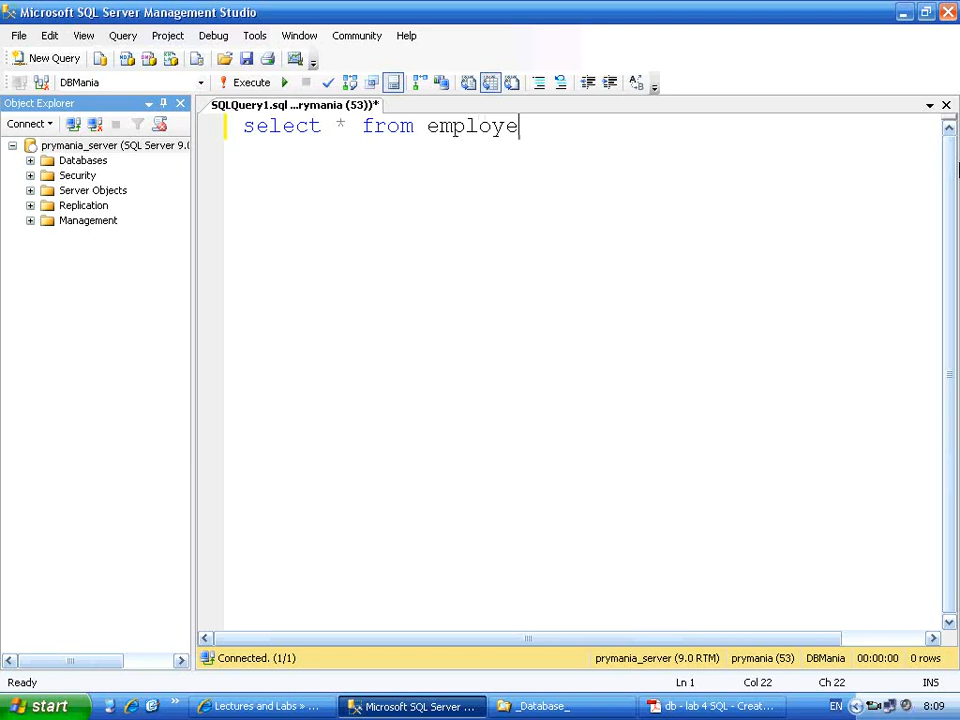 Microsoft SQL Server Management Studio
File Edit View Query Project Debug Tools Window Community Help
New Query
DBMania Execute
Object Explorer
SQLQuery1.sql ...rymania (53))*
Connect
select * from employe
prymania_server (SQL Server 9.0
Databases
Security
Server Objects
Replication
Management
Connected. (1/1) prymania_server (9.0 RTM) prymania (53) DBMania 00:00:00 0 rows
Ready Ln 1 Col 22 Ch 22 INS
start Lectures and Labs » ... Microsoft SQL Server ... _Database_ db - lab 4 SQL - Creat... EN 8:09